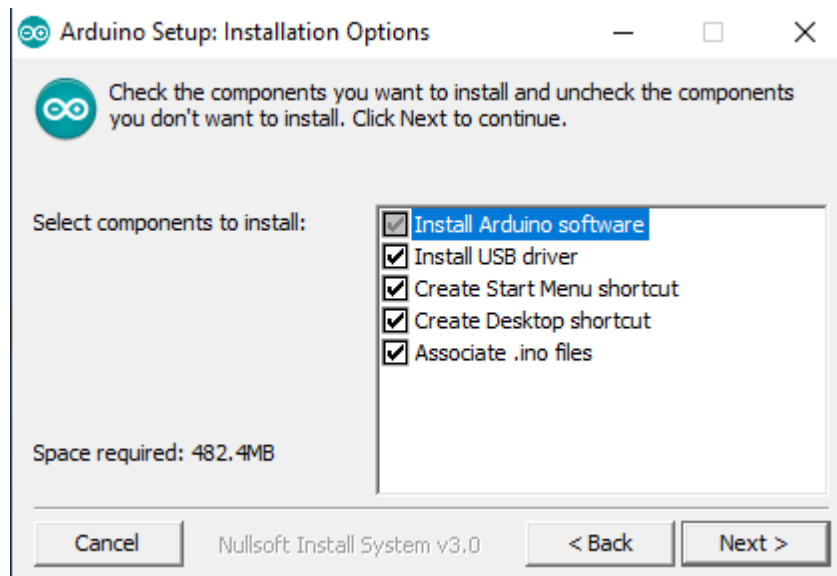 Arduino Setup: Installation Options
Check the components you want to install and uncheck the components
you don't want to install. Click Next to continue.
Select components to install:
Install Arduino software
Install USB driver
Create Start Menu shortcut
Create Desktop shortcut
Associate .ino files
Space required: 482.4MB
Cancel
Nullsoft Install System v3.0
< Back
Next >